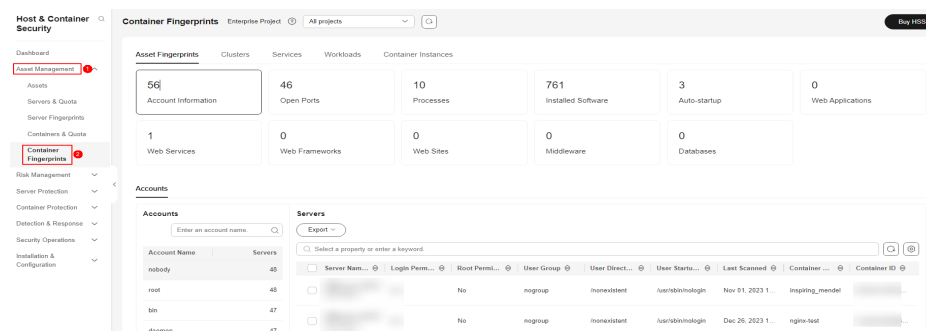 Host & Container
Security
Container Fingerprints Enterprise Project ? All projects
Buy HSS
Dashboard
Asset Management 1
Assets
Servers & Quota
Server Fingerprints
Containers & Quota
Container
Fingerprints 2
Risk Management
Server Protection
Container Protection
Detection & Response
Security Operations
Installation &
Configuration
Asset Fingerprints Clusters Services Workloads Container Instances
56 46 10 761 3 0
Account Information Open Ports Processes Installed Software Auto-startup Web Applications
1 0 0 0 0
Web Services Web Frameworks Web Sites Middleware Databases
Accounts
Accounts Servers
Enter an account name. Export
Select a property or enter a keyword.
Account Name Servers
Server Nam... Login Perm... Root Permi... User Group User Direct... User Startu... Last Scanned Container ... Container ID
nobody 48
root 48
No nogroup /nonexistent /usr/sbin/nologin Nov 01, 2023 1... inspiring_mendel
bin 47
No nogroup /nonexistent /usr/sbin/nologin Dec 26, 2023 1... nginx-test
daemon 47